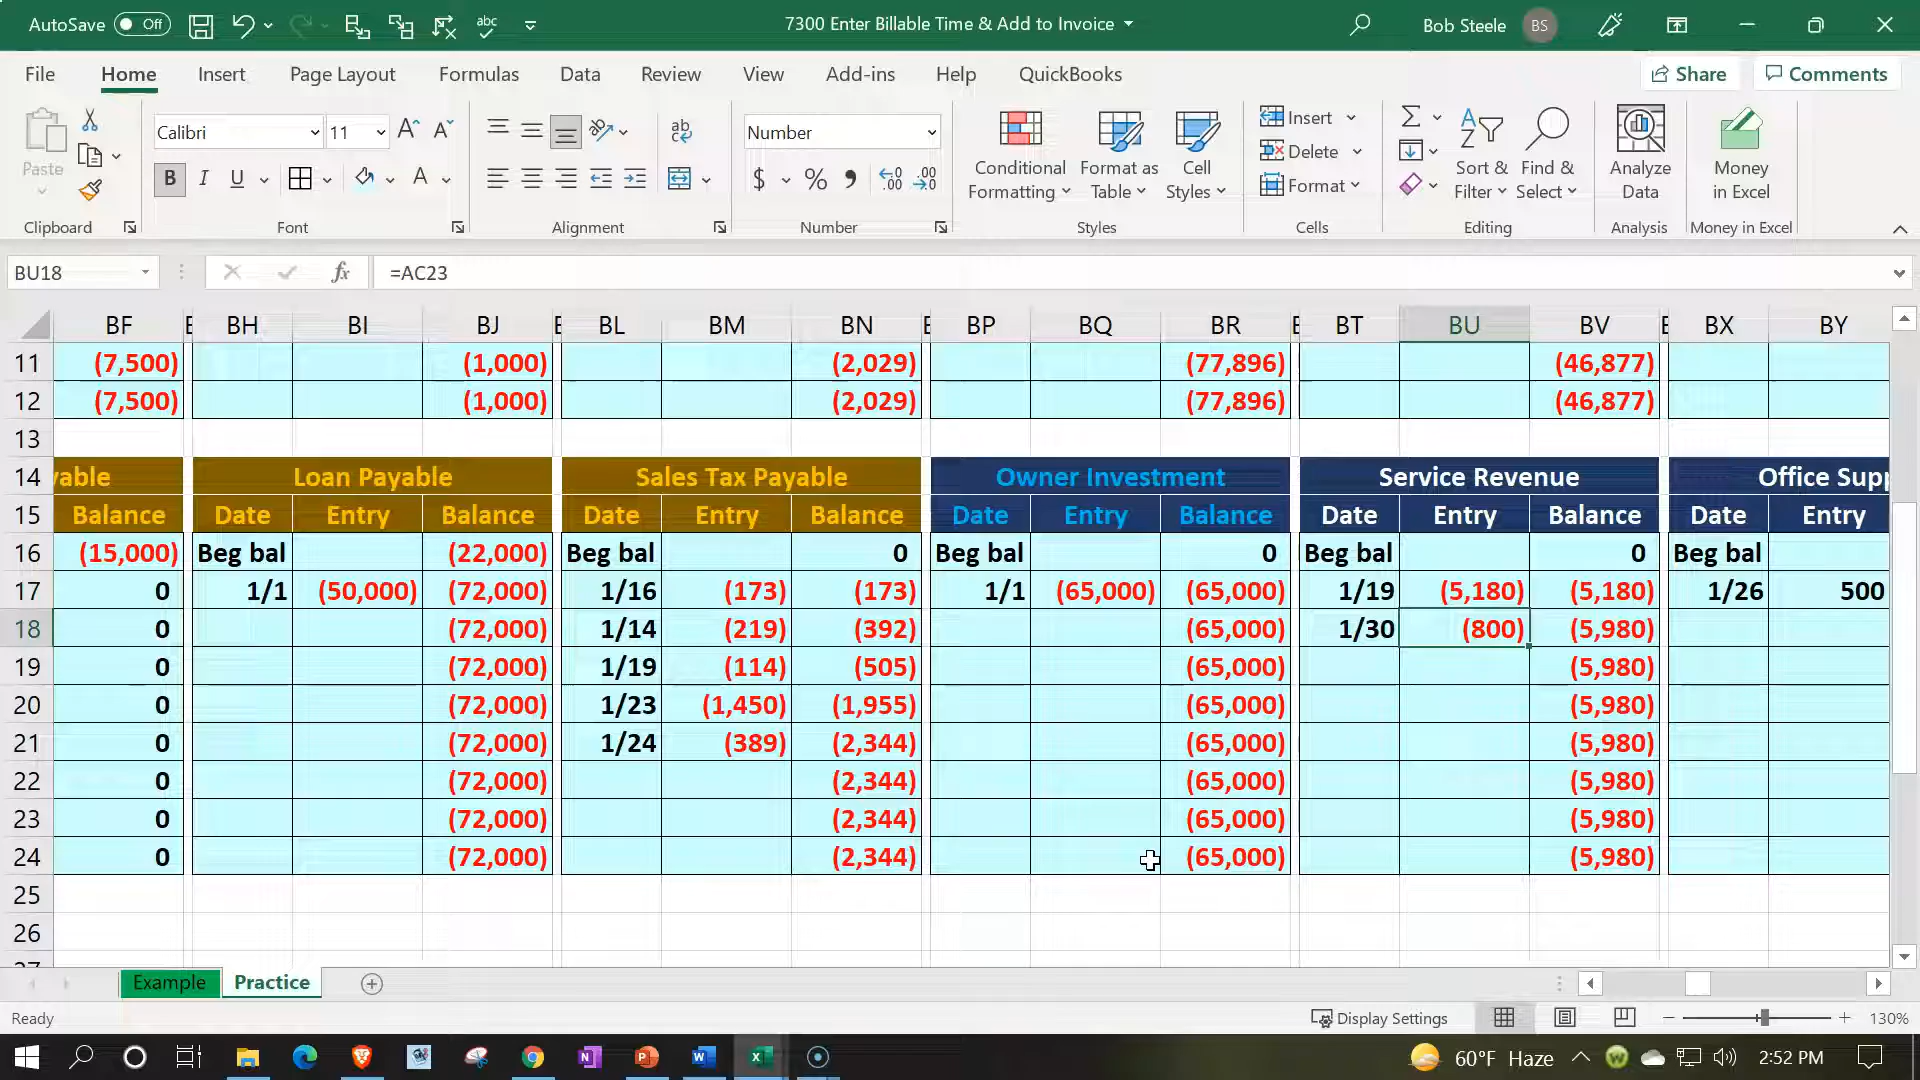 AutoSave Off abc 7300 Enter Billable Time & Add to Invoice Bob Steele BS
File Home Insert Page Layout Formulas Data Review View Add-ins Help QuickBooks Share Comments
Paste Calibri 11 Number
B I U
Conditional Formatting Format as Table Cell Styles
Insert Delete Format
Sort & Filter Find & Select
Analyze Data
Money in Excel
Clipboard Font Alignment Number Styles Cells Editing Analysis Money in Excel
BU18 fx =AC23
BF BH BI BJ BL BM BN BP BQ BR BT BU BV BX BY
11 (7,500) (1,000) (2,029) (77,896) (46,877)
12 (7,500) (1,000) (2,029) (77,896) (46,877)
13
14 yable Loan Payable Sales Tax Payable Owner Investment Service Revenue Office Supp
15 Balance Date Entry Balance Date Entry Balance Date Entry Balance Date Entry Balance Date Entry
16 (15,000) Beg bal (22,000) Beg bal 0 Beg bal 0 Beg bal 0 Beg bal
17 0 1/1 (50,000) (72,000) 1/16 (173) (173) 1/1 (65,000) (65,000) 1/19 (5,180) (5,180) 1/26 500
18 0 (72,000) 1/14 (219) (392) (65,000) 1/30 (800) (5,980)
19 0 (72,000) 1/19 (114) (505) (65,000) (5,980)
20 0 (72,000) 1/23 (1,450) (1,955) (65,000) (5,980)
21 0 (72,000) 1/24 (389) (2,344) (65,000) (5,980)
22 0 (72,000) (2,344) (65,000) (5,980)
23 0 (72,000) (2,344) (65,000) (5,980)
24 0 (72,000) (2,344) (65,000) (5,980)
25
26
Example Practice
Ready Display Settings 130%
60°F Haze 2:52 PM